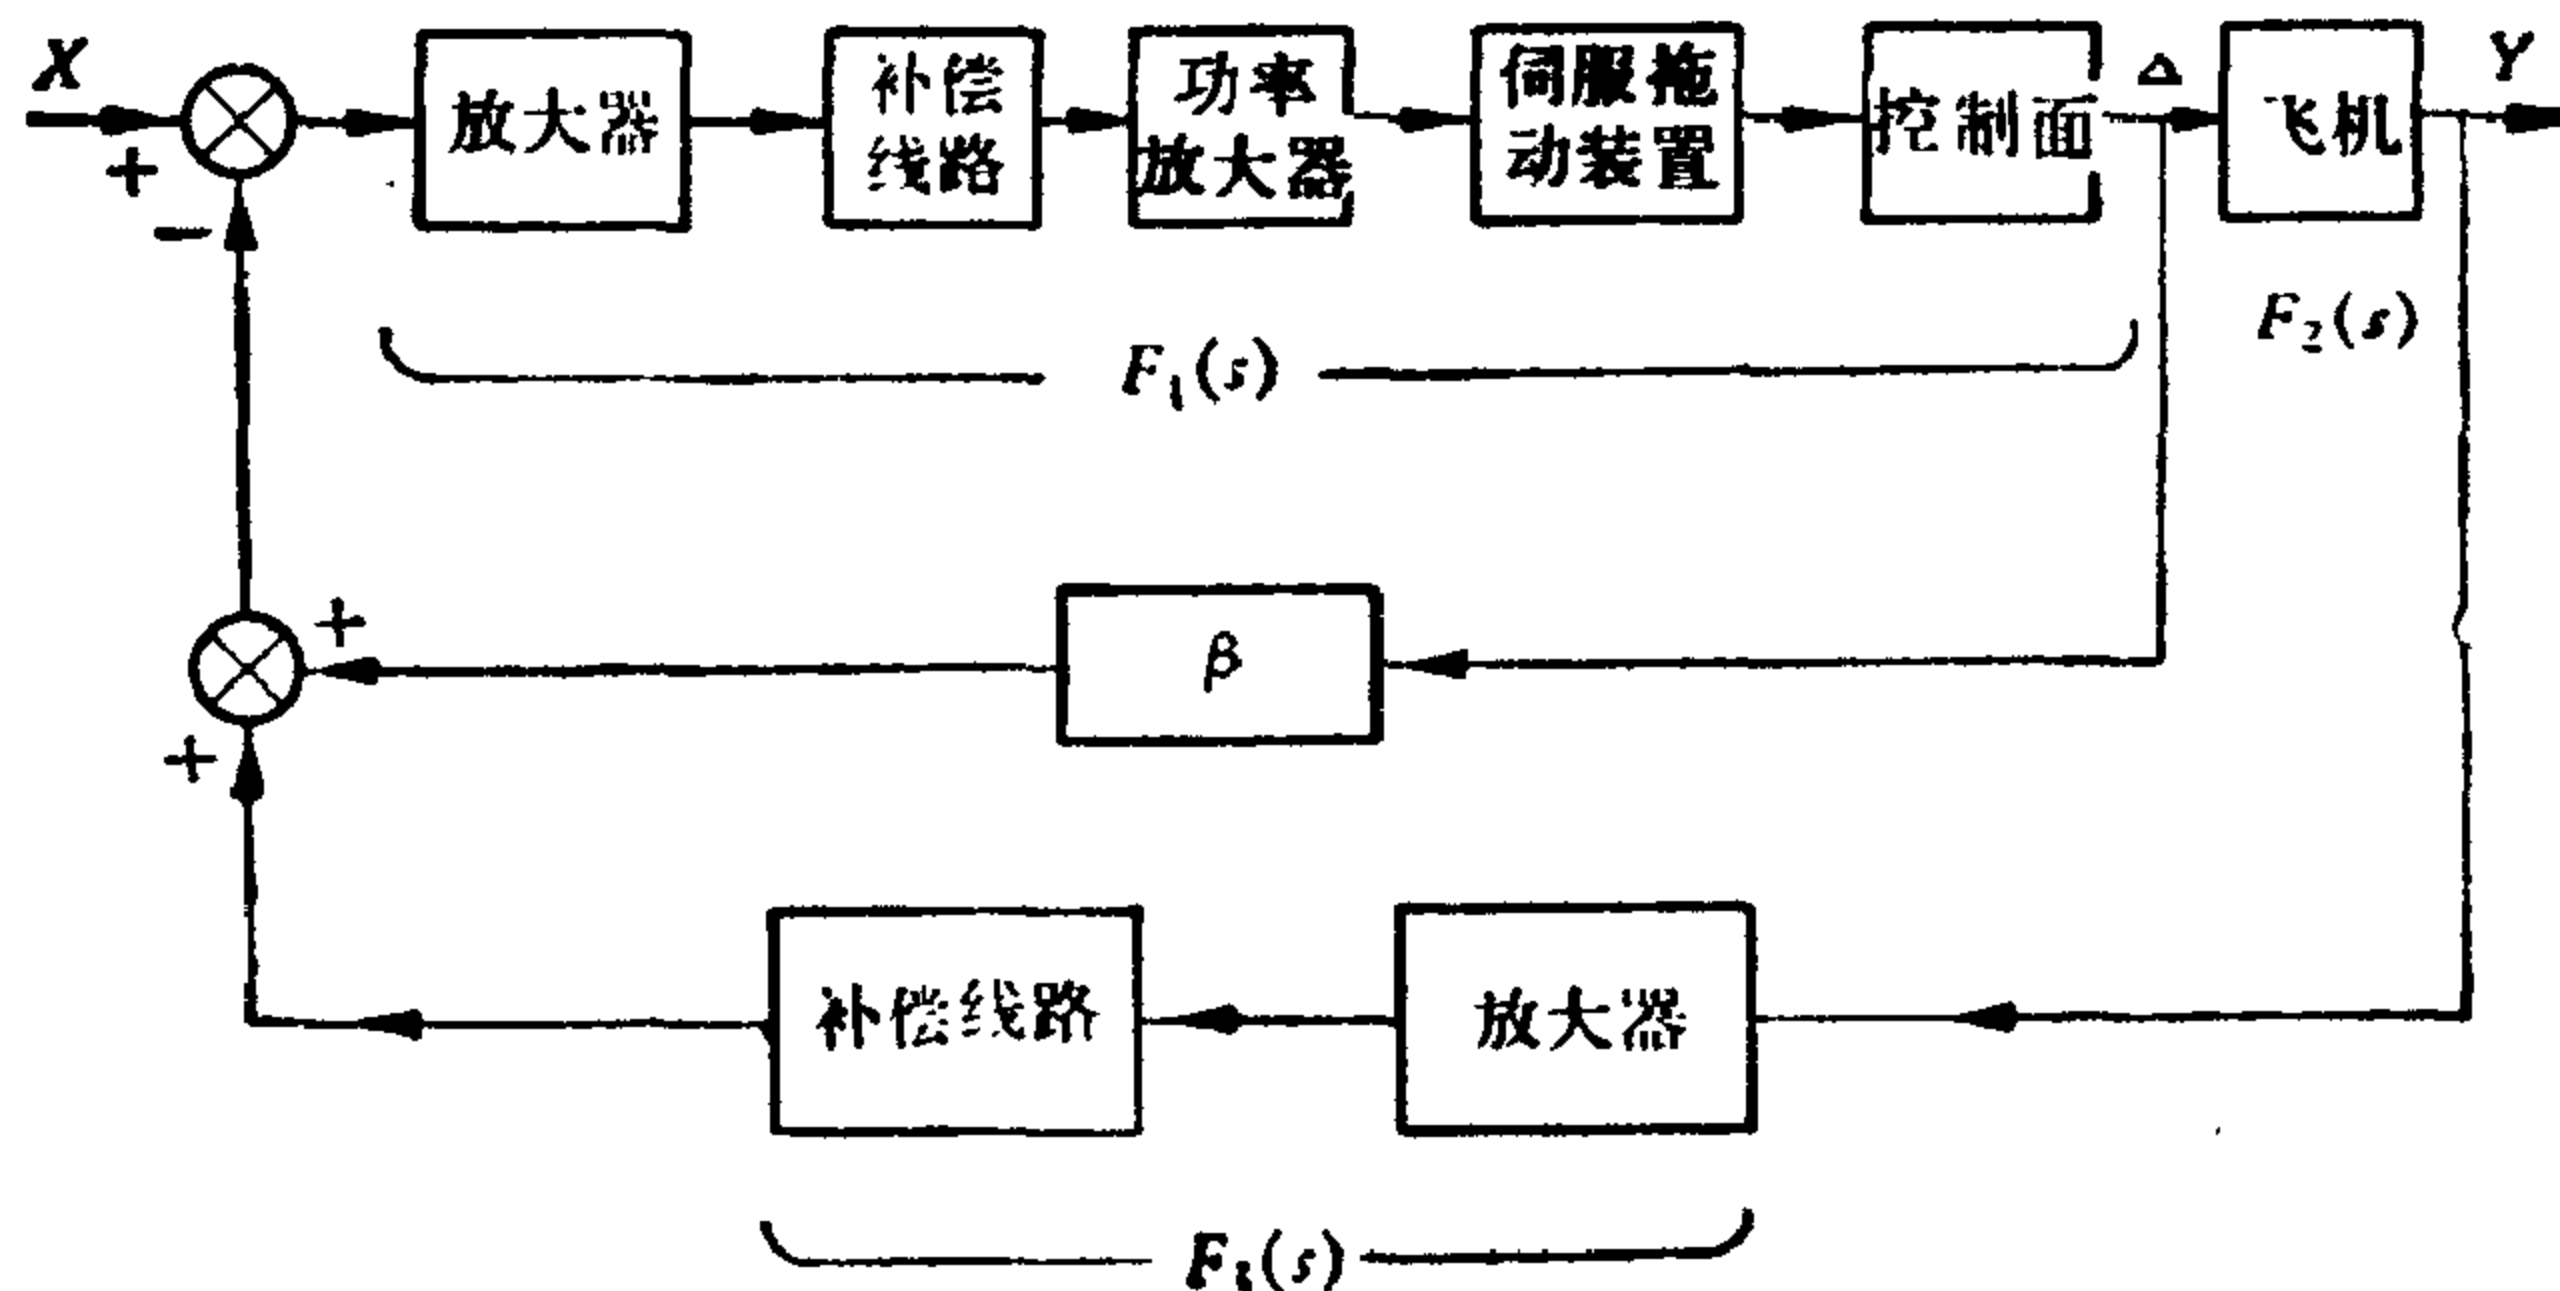 X
+
−
放大器
补偿
线路
功率
放大器
伺服拖
动装置
控制面
Δ
飞机
Y
F₁(s)
F₂(s)
+
β
+
补偿线路
放大器
F₃(s)